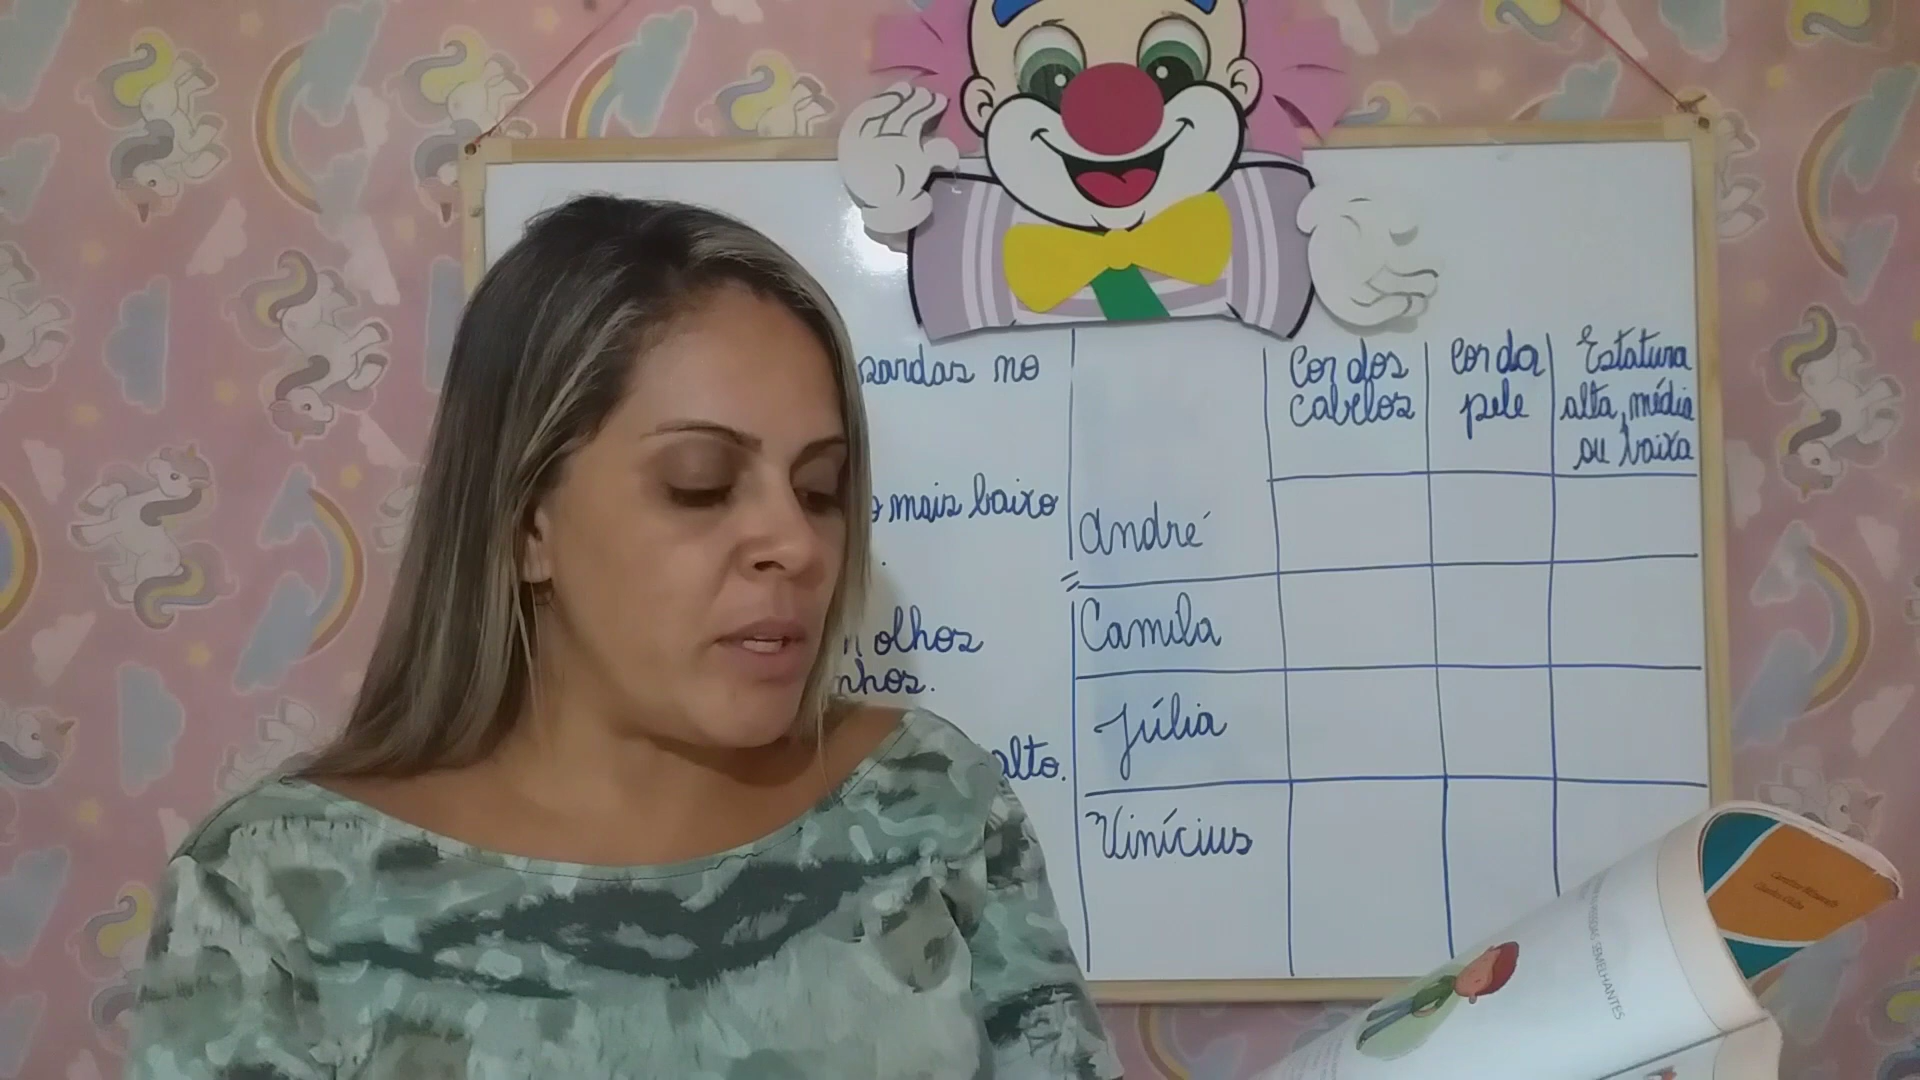 sardas no
mais baixo
olhos
nhos.
alto.
Cor dos
cabelos
Cor da
pele
Estatura
alta, média
ou baixa
André
Camila
Júlia
Vinícius
SEMELHANTES